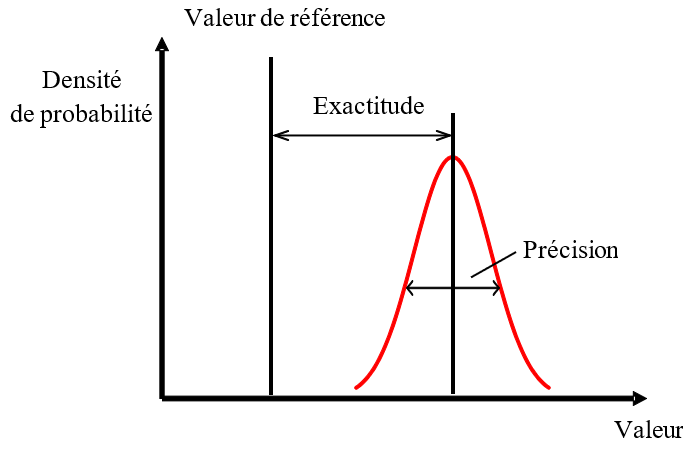 Valeur de référence
Densité
de probabilité
Exactitude
Précision
Valeur